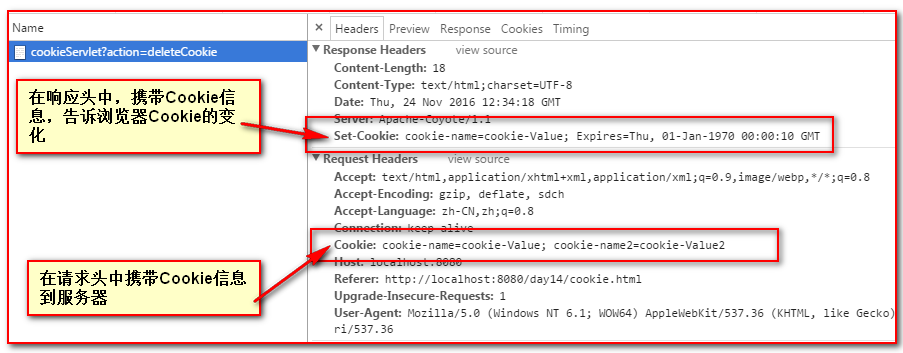 Name
cookieServlet?action=deleteCookie
在响应头中，携带Cookie信
息，告诉浏览器Cookie的变
化
在请求头中携带Cookie信息
到服务器
× Headers Preview Response Cookies Timing
▼ Response Headers view source
Content-Length: 18
Content-Type: text/html;charset=UTF-8
Date: Thu, 24 Nov 2016 12:34:18 GMT
Server: Apache-Coyote/1.1
Set-Cookie: cookie-name=cookie-Value; Expires=Thu, 01-Jan-1970 00:00:10 GMT
▼ Request Headers view source
Accept: text/html,application/xhtml+xml,application/xml;q=0.9,image/webp,*/*;q=0.8
Accept-Encoding: gzip, deflate, sdch
Accept-Language: zh-CN,zh;q=0.8
Connection: keep-alive
Cookie: cookie-name=cookie-Value; cookie-name2=cookie-Value2
Host: localhost:8080
Referer: http://localhost:8080/day14/cookie.html
Upgrade-Insecure-Requests: 1
User-Agent: Mozilla/5.0 (Windows NT 6.1; WOW64) AppleWebKit/537.36 (KHTML, like Gecko)
ri/537.36